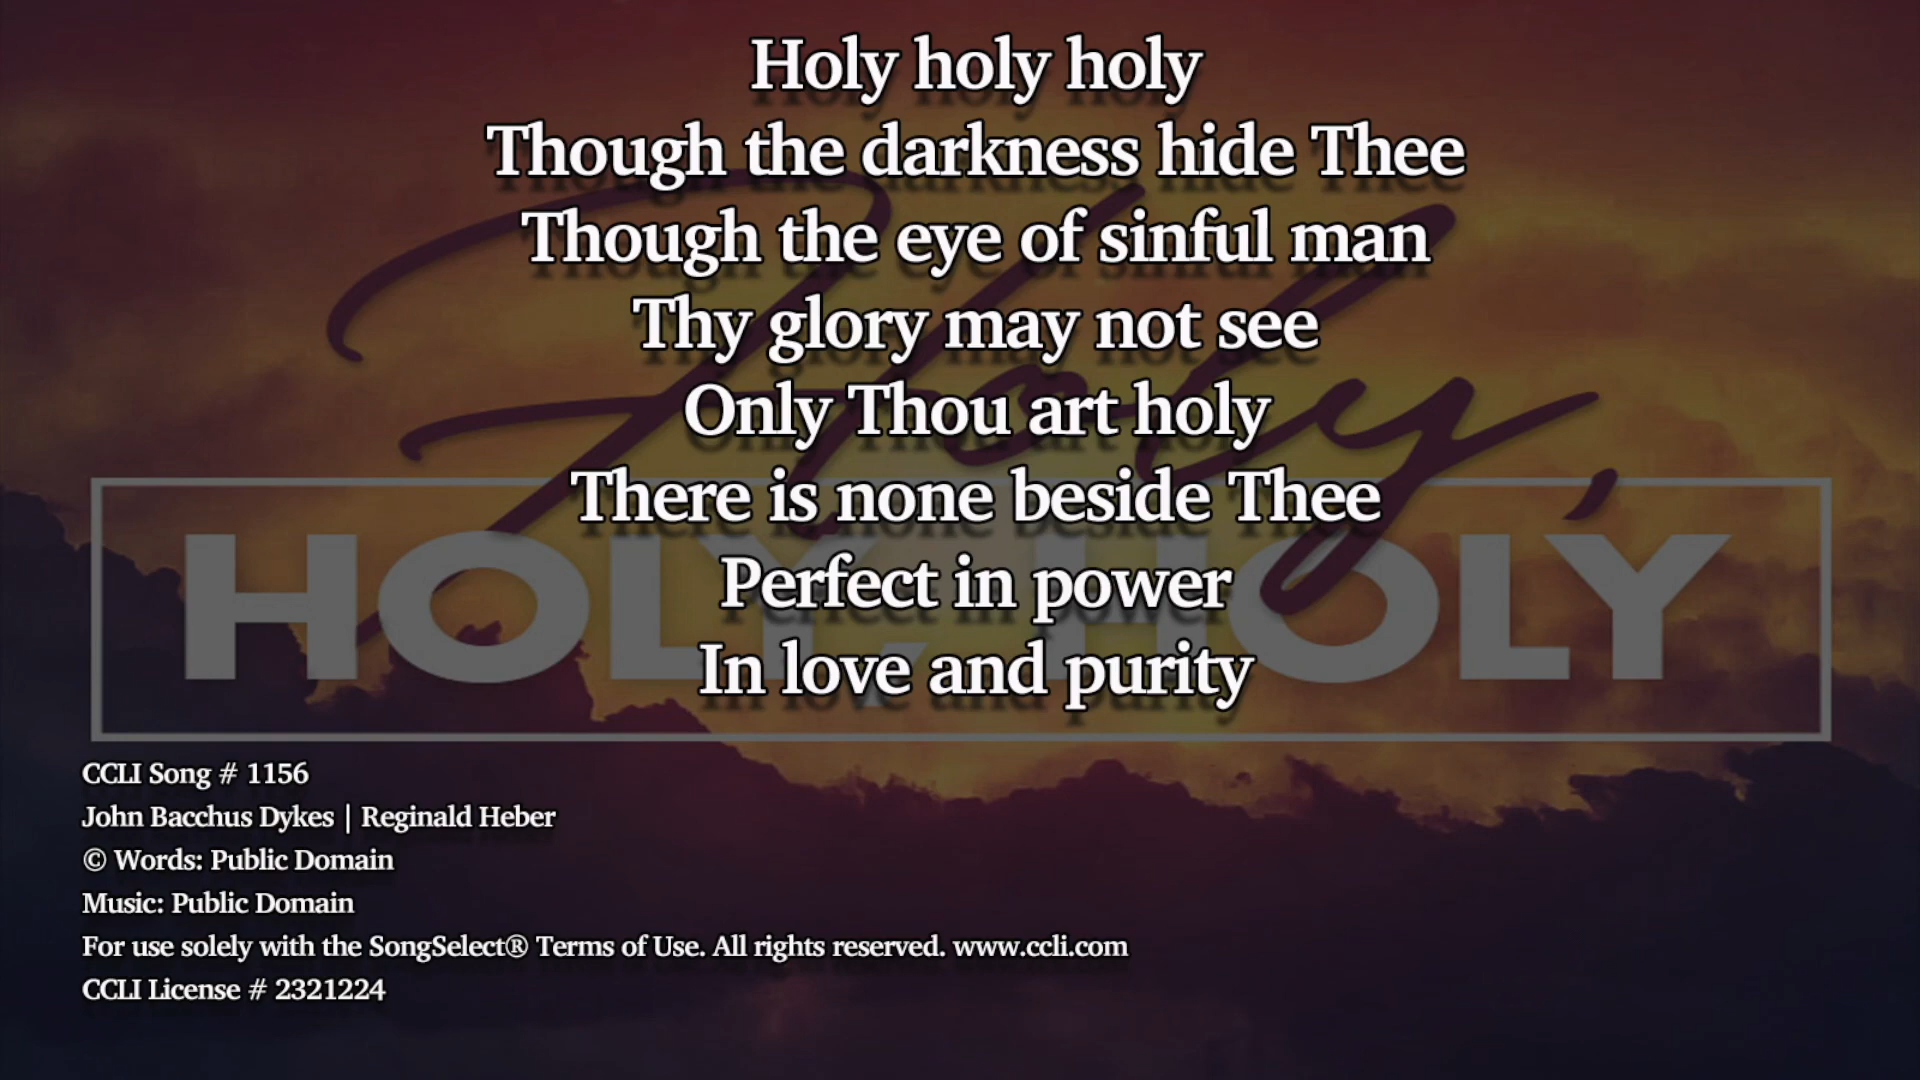 Holy holy holy
Though the darkness hide Thee
Though the eye of sinful man
Thy glory may not see
Only Thou art holy
There is none beside Thee
Perfect in power
In love and purity
Holy,
HOLY, HOLY
CCLI Song # 1156
John Bacchus Dykes | Reginald Heber
© Words: Public Domain
Music: Public Domain
For use solely with the SongSelect® Terms of Use. All rights reserved. www.ccli.com
CCLI License # 2321224